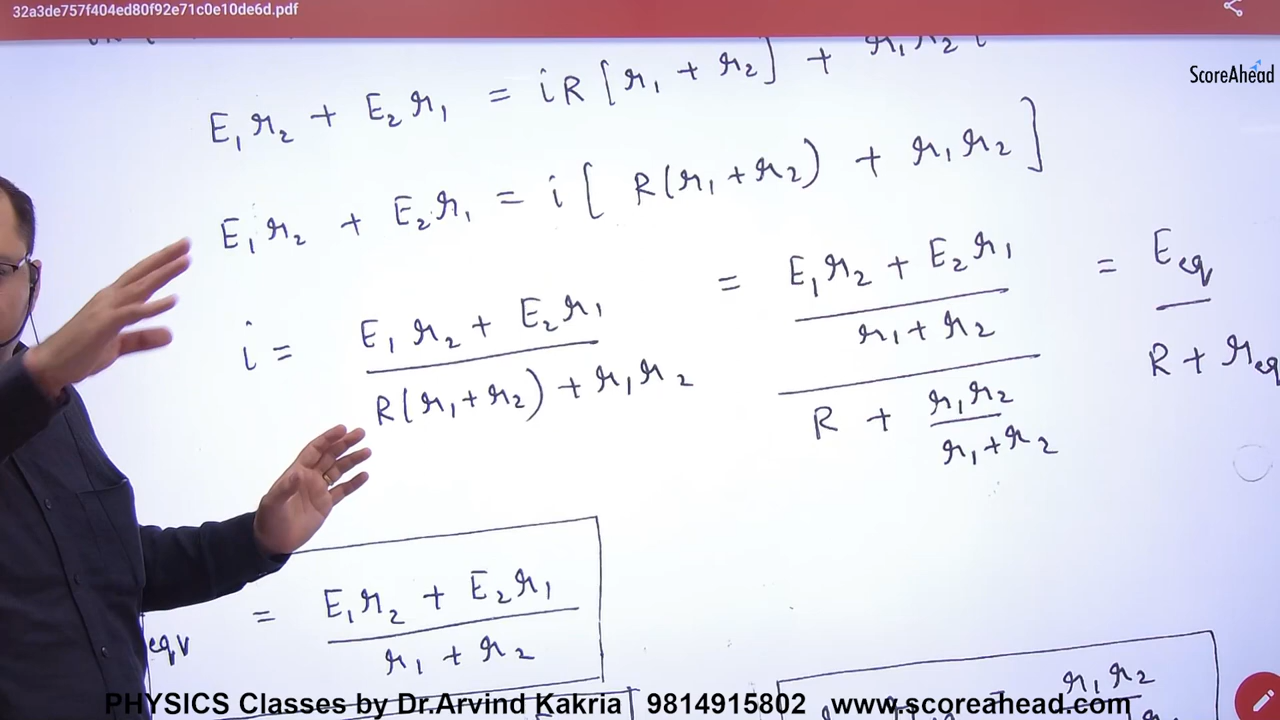 32a3de757f404ed80f92e71c0e10de6d.pdf
ScoreAhead
E₁r₂ + E₂r₁ = iR [r₁ + r₂] + r₁r₂ i
E₁r₂ + E₂r₁ = i [ R(r₁ + r₂) + r₁r₂ ]
i = (E₁r₂ + E₂r₁) / (R(r₁+r₂) + r₁r₂) = ((E₁r₂ + E₂r₁) / (r₁ + r₂)) / (R + (r₁r₂) / (r₁+r₂)) = Eeq / (R + req)
eqv = (E₁r₂ + E₂r₁) / (r₁ + r₂)
r₁r₂
PHYSICS Classes by Dr.Arvind Kakria 9814915802 www.scoreahead.com